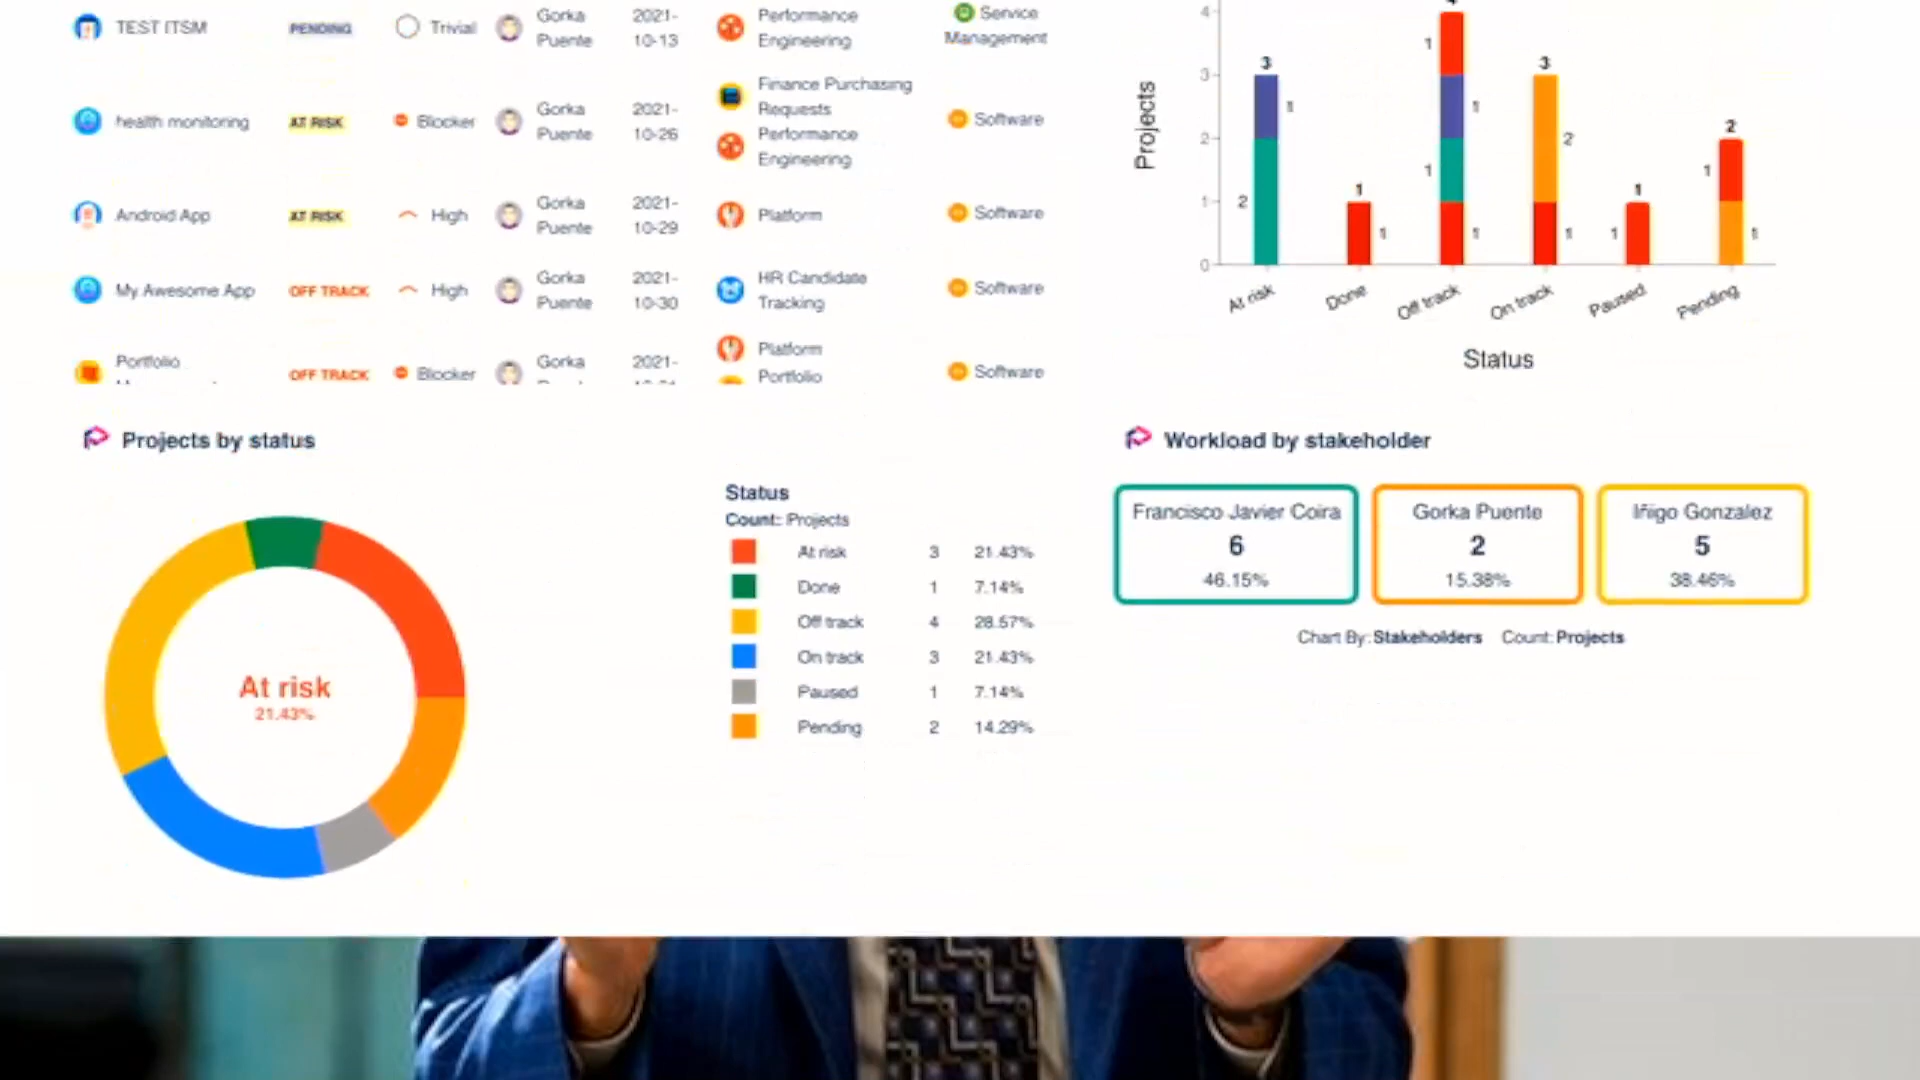 TEST ITSM PENDING Trivial Gorka Puente 2021-10-13 Performance Engineering Service Management
health monitoring AT RISK Blocker Gorka Puente 2021-10-26 Finance Purchasing Requests Performance Engineering Software
Android App AT RISK High Gorka Puente 2021-10-29 Platform Software
My Awesome App OFF TRACK High Gorka Puente 2021-10-30 HR Candidate Tracking Software
Portfolio OFF TRACK Blocker Gorka 2021- Platform Portfolio Software
4
3
2
1
0
Projects
3 1 2
1 1
1 1 1 1
3 2 1
1 1
2 1 1
At risk Done Off track On track Paused Pending
Status
Projects by status
At risk
21.43%
Status
Count: Projects
At risk 3 21.43%
Done 1 7.14%
Off track 4 28.57%
On track 3 21.43%
Paused 1 7.14%
Pending 2 14.29%
Workload by stakeholder
Francisco Javier Coira
6
46.15%
Gorka Puente
2
15.38%
Iñigo Gonzalez
5
38.46%
Chart By: Stakeholders Count: Projects